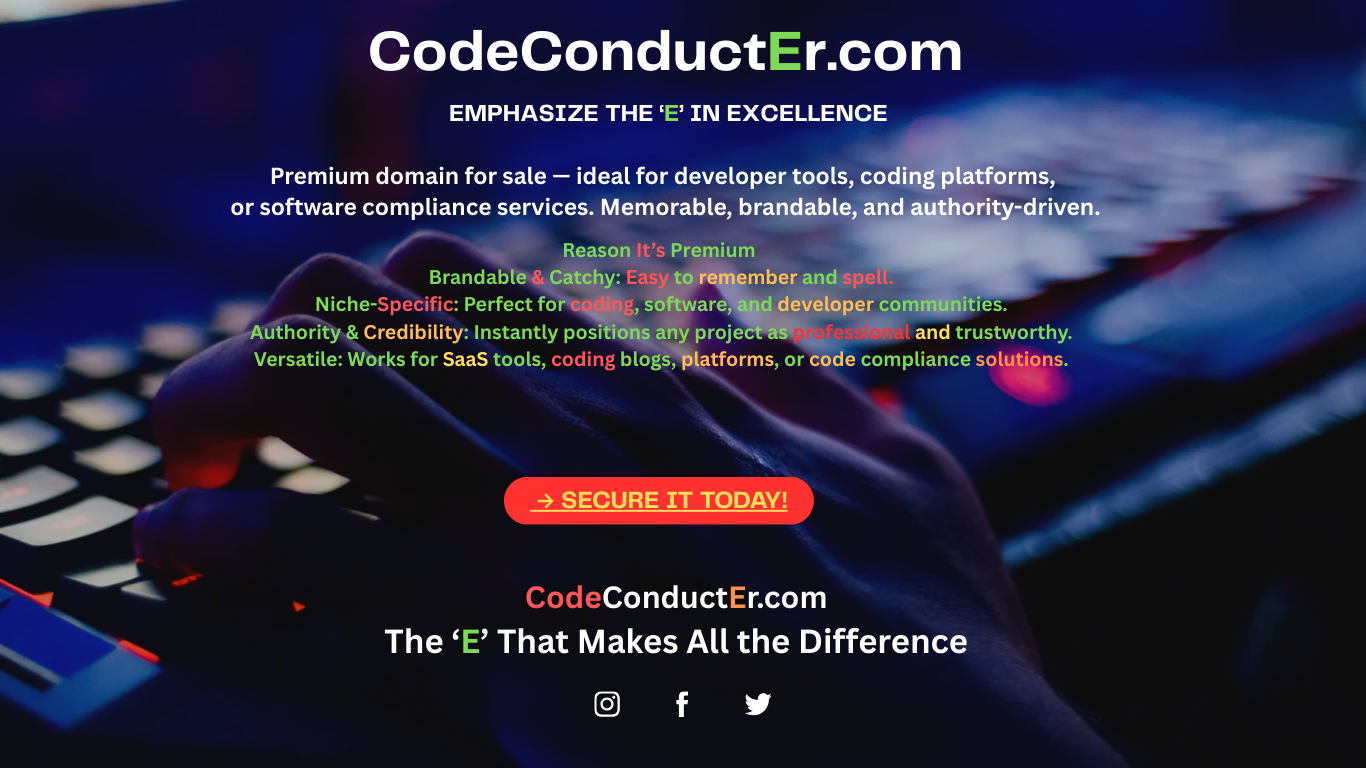 CodeConductEr.com
EMPHASIZE THE ‘E’ IN EXCELLENCE
Premium domain for sale — ideal for developer tools, coding platforms,
or software compliance services. Memorable, brandable, and authority-driven.
Reason It’s Premium
Brandable & Catchy: Easy to remember and spell.
Niche-Specific: Perfect for coding, software, and developer communities.
Authority & Credibility: Instantly positions any project as professional and trustworthy.
Versatile: Works for SaaS tools, coding blogs, platforms, or code compliance solutions.
→ SECURE IT TODAY!
CodeConductEr.com
The ‘E’ That Makes All the Difference